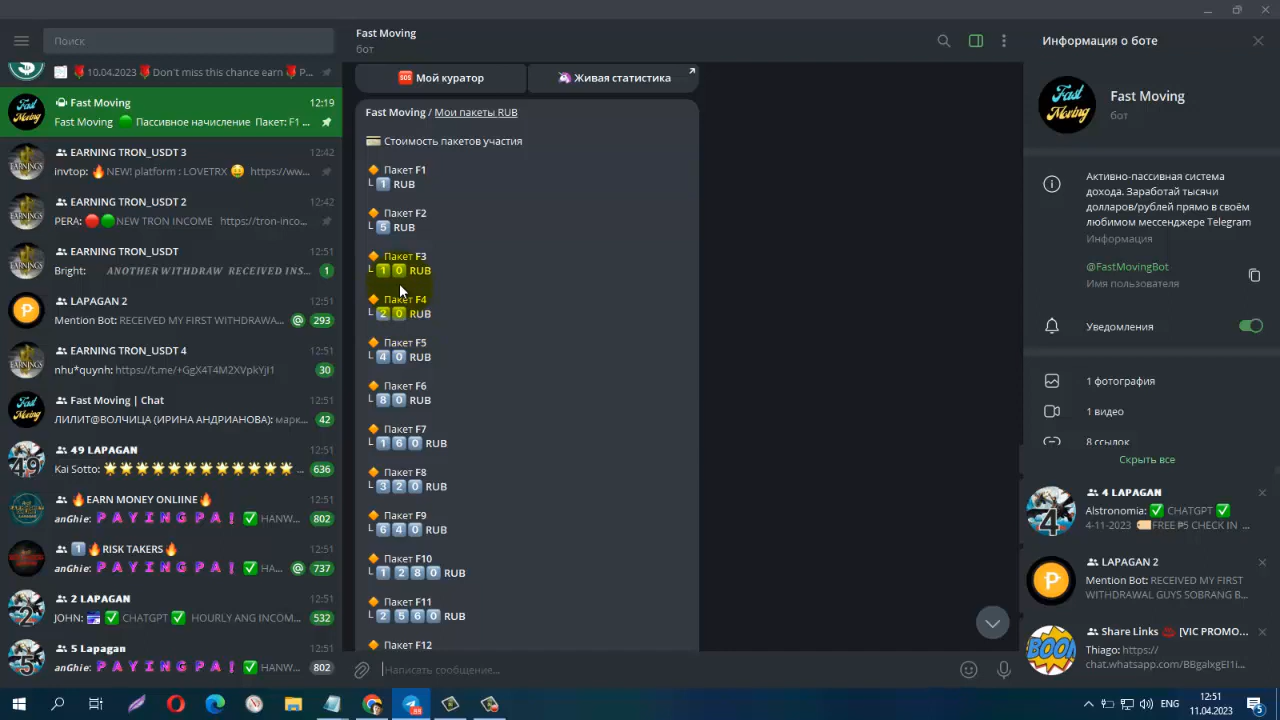 Поиск
10.04.2023🌹Don't miss this chance earn🌹P...
Fast Moving 12:19
Fast Moving 🟢 Пассивное начисление Пакет: F1 ...
EARNING TRON_USDT 3 12:42
invtop: 🔥NEW! platform : LOVETRX 🤑 https://ww...
EARNING TRON_USDT 2 12:42
PERA: 🔴🟢NEW TRON INCOME https://tron-inco...
EARNING TRON_USDT 12:51
Bright: ANOTHER WITHDRAW RECEIVED INS... 1
LAPAGAN 2 12:51
Mention Bot: RECEIVED MY FIRST WITHDRAWA... @ 293
EARNING TRON_USDT 4 12:51
nhu*quynh: https://t.me/+GgX4T4M2XVpkYjI1 30
Fast Moving | Chat 12:51
ЛИЛИТ@ВОЛЧИЦА (ИРИНА АНДРИАНОВА): марк... 42
49 LAPAGAN 12:51
Kai Sotto: 🌟🌟🌟🌟🌟🌟🌟🌟🌟🌟🌟🌟🌟 ... 636
🔥EARN MONEY ONLIINE🔥 12:51
anGhie: P A Y I N G P A ! ✅ HANW... 802
1️⃣🔥RISK TAKERS🔥 12:51
anGhie: P A Y I N G P A ! ✅ HA... @ 737
2 LAPAGAN 12:51
JOHN: ✅ CHATGPT ✅ HOURLY ANG INCOM... 532
5 Lapagan 12:51
anGhie: P A Y I N G P A ! ✅ HANW... 802
Fast Moving
бот
🆘 Мой куратор
🦄 Живая статистика
Fast Moving / Мои пакеты RUB
💳 Стоимость пакетов участия
🔶 Пакет F1
└ 1️⃣ RUB
🔶 Пакет F2
└ 5️⃣ RUB
🔶 Пакет F3
└ 1️⃣0️⃣ RUB
🔶 Пакет F4
└ 2️⃣0️⃣ RUB
🔶 Пакет F5
└ 4️⃣0️⃣ RUB
🔶 Пакет F6
└ 8️⃣0️⃣ RUB
🔶 Пакет F7
└ 1️⃣6️⃣0️⃣ RUB
🔶 Пакет F8
└ 3️⃣2️⃣0️⃣ RUB
🔶 Пакет F9
└ 6️⃣4️⃣0️⃣ RUB
🔶 Пакет F10
└ 1️⃣2️⃣8️⃣0️⃣ RUB
🔶 Пакет F11
└ 2️⃣5️⃣6️⃣0️⃣ RUB
Пакет F12
Написать сообщение...
Информация о боте
Fast Moving
бот
Активно-пассивная система
дохода. Заработай тысячи
долларов/рублей прямо в своём
любимом мессенджере Telegram
Информация
@FastMovingBot
Имя пользователя
Уведомления
1 фотография
1 видео
8 ссылок
Скрыть все
4 LAPAGAN
Alstronomia: ✅ CHATGPT ✅
4-11-2023 FREE ₱5 CHECK IN ...
LAPAGAN 2
Mention Bot: RECEIVED MY FIRST
WITHDRAWAL GUYS SOBRANG B...
Share Links 💢 [VIC PROMO...
Thiago: https://
chat.whatsapp.com/BBgalxgEI1i...
ENG
12:51
11.04.2023
5